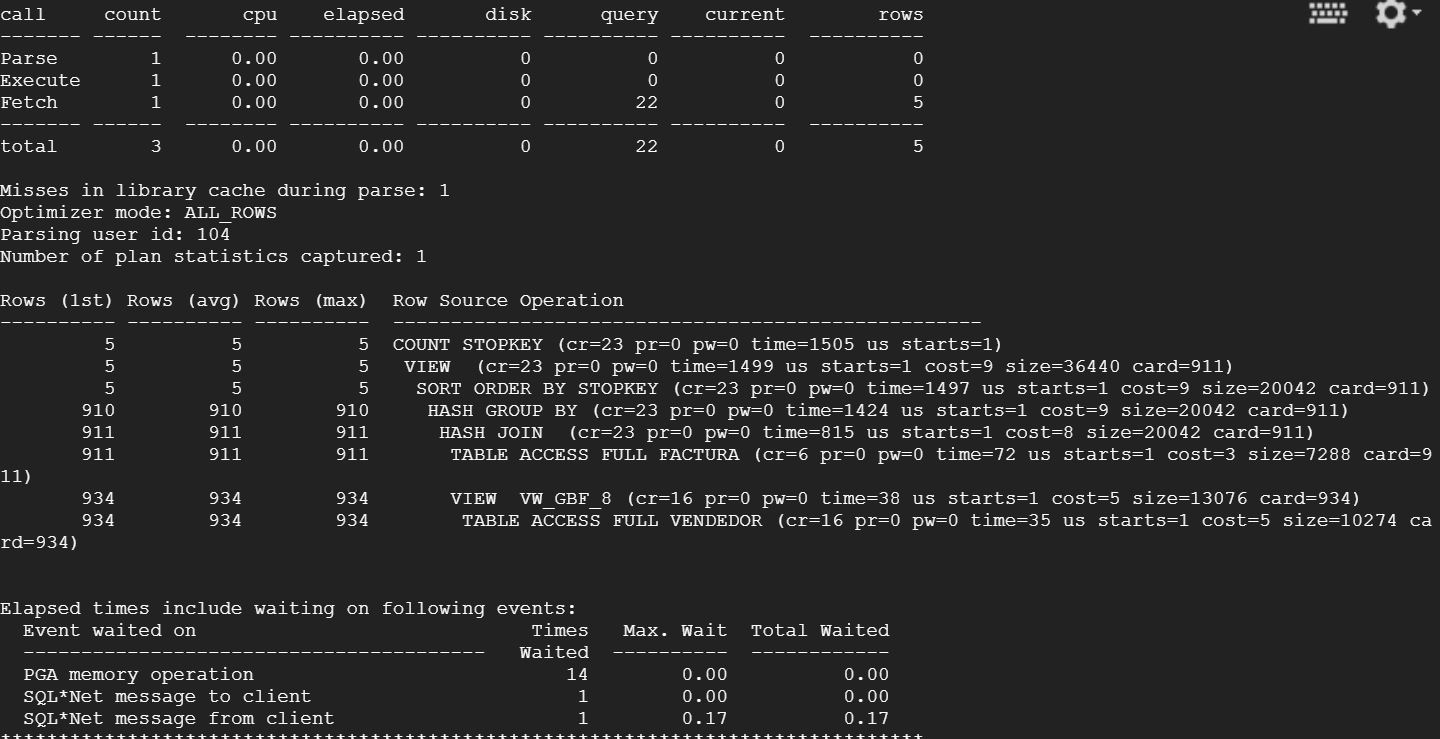 call     count       cpu    elapsed       disk      query    current        rows
------- ------  -------- ---------- ---------- ---------- ----------  ----------
Parse        1      0.00       0.00          0          0          0           0
Execute      1      0.00       0.00          0          0          0           0
Fetch        1      0.00       0.00          0         22          0           5
------- ------  -------- ---------- ---------- ---------- ----------  ----------
total        3      0.00       0.00          0         22          0           5

Misses in library cache during parse: 1
Optimizer mode: ALL_ROWS
Parsing user id: 104
Number of plan statistics captured: 1

Rows (1st) Rows (avg) Rows (max)  Row Source Operation
---------- ---------- ----------  ---------------------------------------------------
         5          5          5  COUNT STOPKEY (cr=23 pr=0 pw=0 time=1505 us starts=1)
         5          5          5   VIEW  (cr=23 pr=0 pw=0 time=1499 us starts=1 cost=9 size=36440 card=911)
         5          5          5    SORT ORDER BY STOPKEY (cr=23 pr=0 pw=0 time=1497 us starts=1 cost=9 size=20042 card=911)
       910        910        910     HASH GROUP BY (cr=23 pr=0 pw=0 time=1424 us starts=1 cost=9 size=20042 card=911)
       911        911        911      HASH JOIN  (cr=23 pr=0 pw=0 time=815 us starts=1 cost=8 size=20042 card=911)
       911        911        911       TABLE ACCESS FULL FACTURA (cr=6 pr=0 pw=0 time=72 us starts=1 cost=3 size=7288 card=9
11)
       934        934        934       VIEW  VW_GBF_8 (cr=16 pr=0 pw=0 time=38 us starts=1 cost=5 size=13076 card=934)
       934        934        934        TABLE ACCESS FULL VENDEDOR (cr=16 pr=0 pw=0 time=35 us starts=1 cost=5 size=10274 ca
rd=934)

Elapsed times include waiting on following events:
  Event waited on                             Times   Max. Wait  Total Waited
  ----------------------------------------   Waited  ----------  ------------
  PGA memory operation                           14        0.00          0.00
  SQL*Net message to client                       1        0.00          0.00
  SQL*Net message from client                     1        0.17          0.17
********************************************************************************